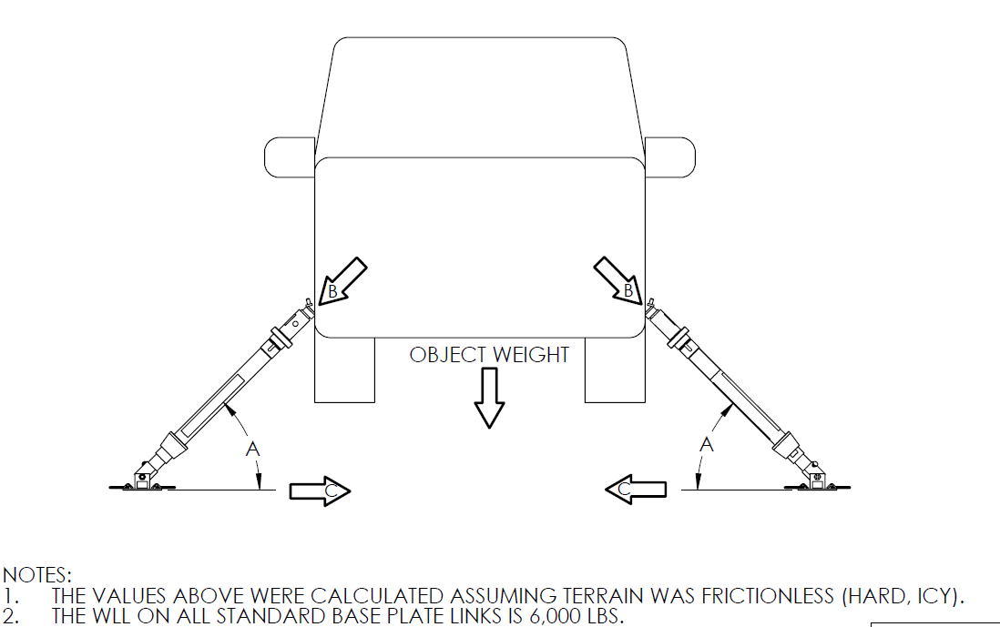 B
B
OBJECT WEIGHT
A
A
C
C
NOTES:
1. THE VALUES ABOVE WERE CALCULATED ASSUMING TERRAIN WAS FRICTIONLESS (HARD, ICY).
2. THE WLL ON ALL STANDARD BASE PLATE LINKS IS 6,000 LBS.